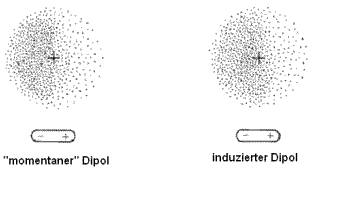 + +
- + - +
"momentaner" Dipol
induzierter Dipol